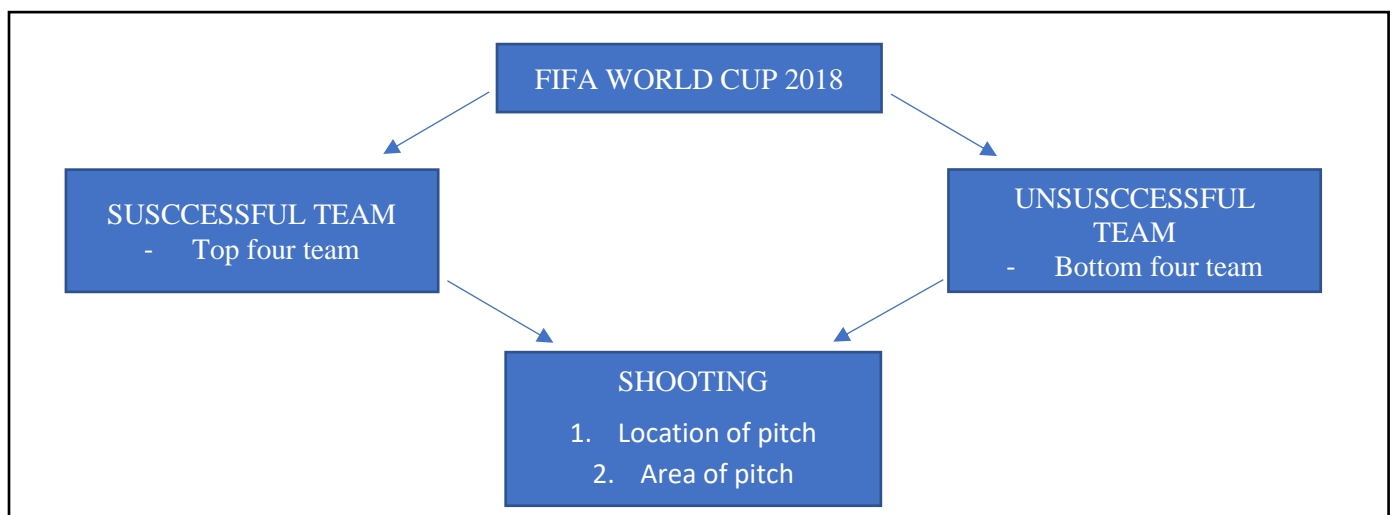 FIFA WORLD CUP 2018
SUSCCESSFUL TEAM
- Top four team
UNSUSCCESSFUL
TEAM
- Bottom four team
SHOOTING
1. Location of pitch
2. Area of pitch